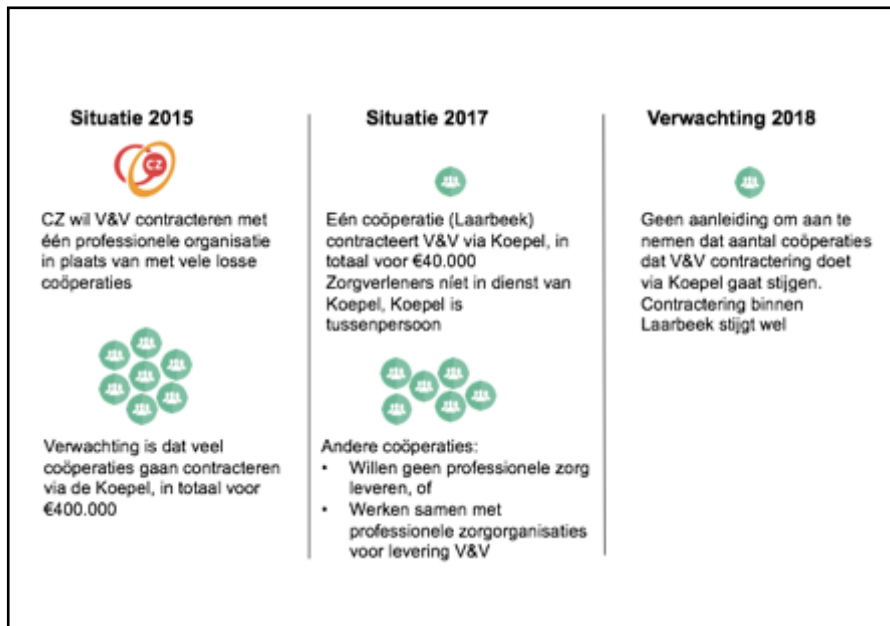 Situatie 2015
CZ
CZ wil V&V contracteren met
één professionele organisatie
in plaats van met vele losse
coöperaties
Verwachting is dat veel
coöperaties gaan contracteren
via de Koepel, in totaal voor
€400.000
Situatie 2017
Eén coöperatie (Laarbeek)
contracteert V&V via Koepel, in
totaal voor €40.000
Zorgverleners níet in dienst van
Koepel, Koepel is
tussenpersoon
Andere coöperaties:
• Willen geen professionele zorg
leveren, of
• Werken samen met
professionele zorgorganisaties
voor levering V&V
Verwachting 2018
Geen aanleiding om aan te
nemen dat aantal coöperaties
dat V&V contractering doet
via Koepel gaat stijgen.
Contractering binnen
Laarbeek stijgt wel